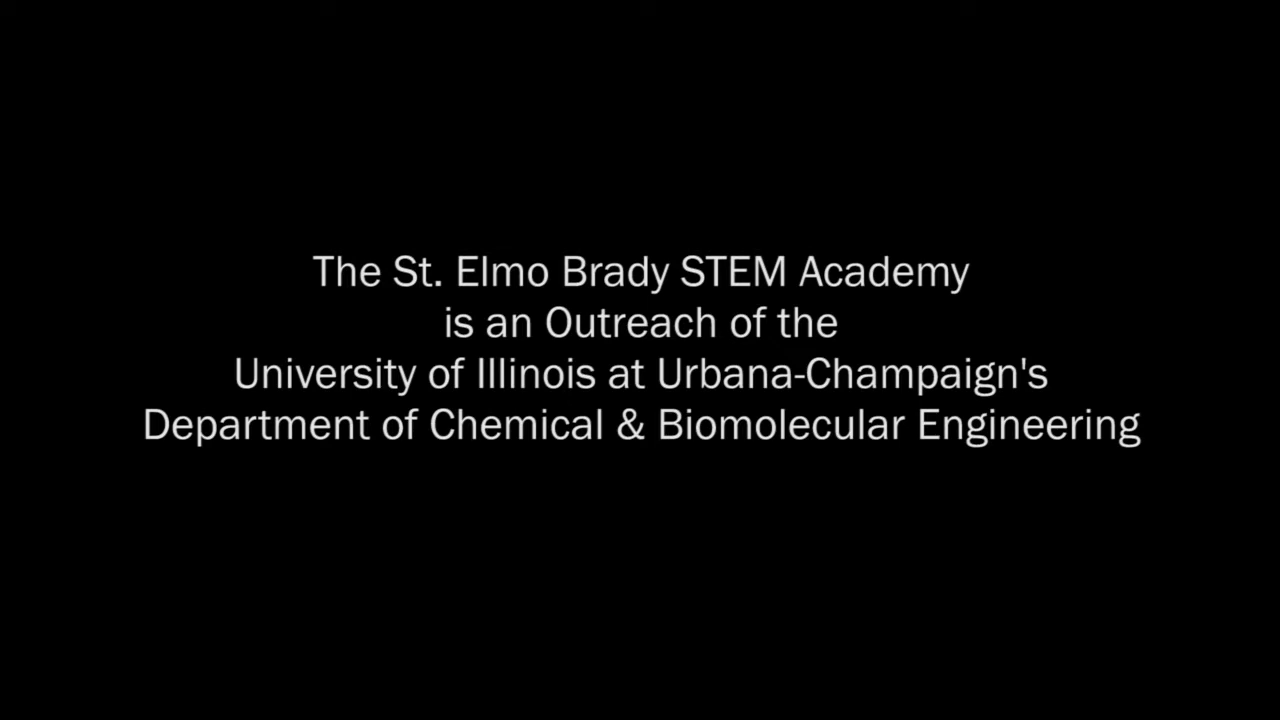 The St. Elmo Brady STEM Academy
is an Outreach of the
University of Illinois at Urbana-Champaign's
Department of Chemical & Biomolecular Engineering